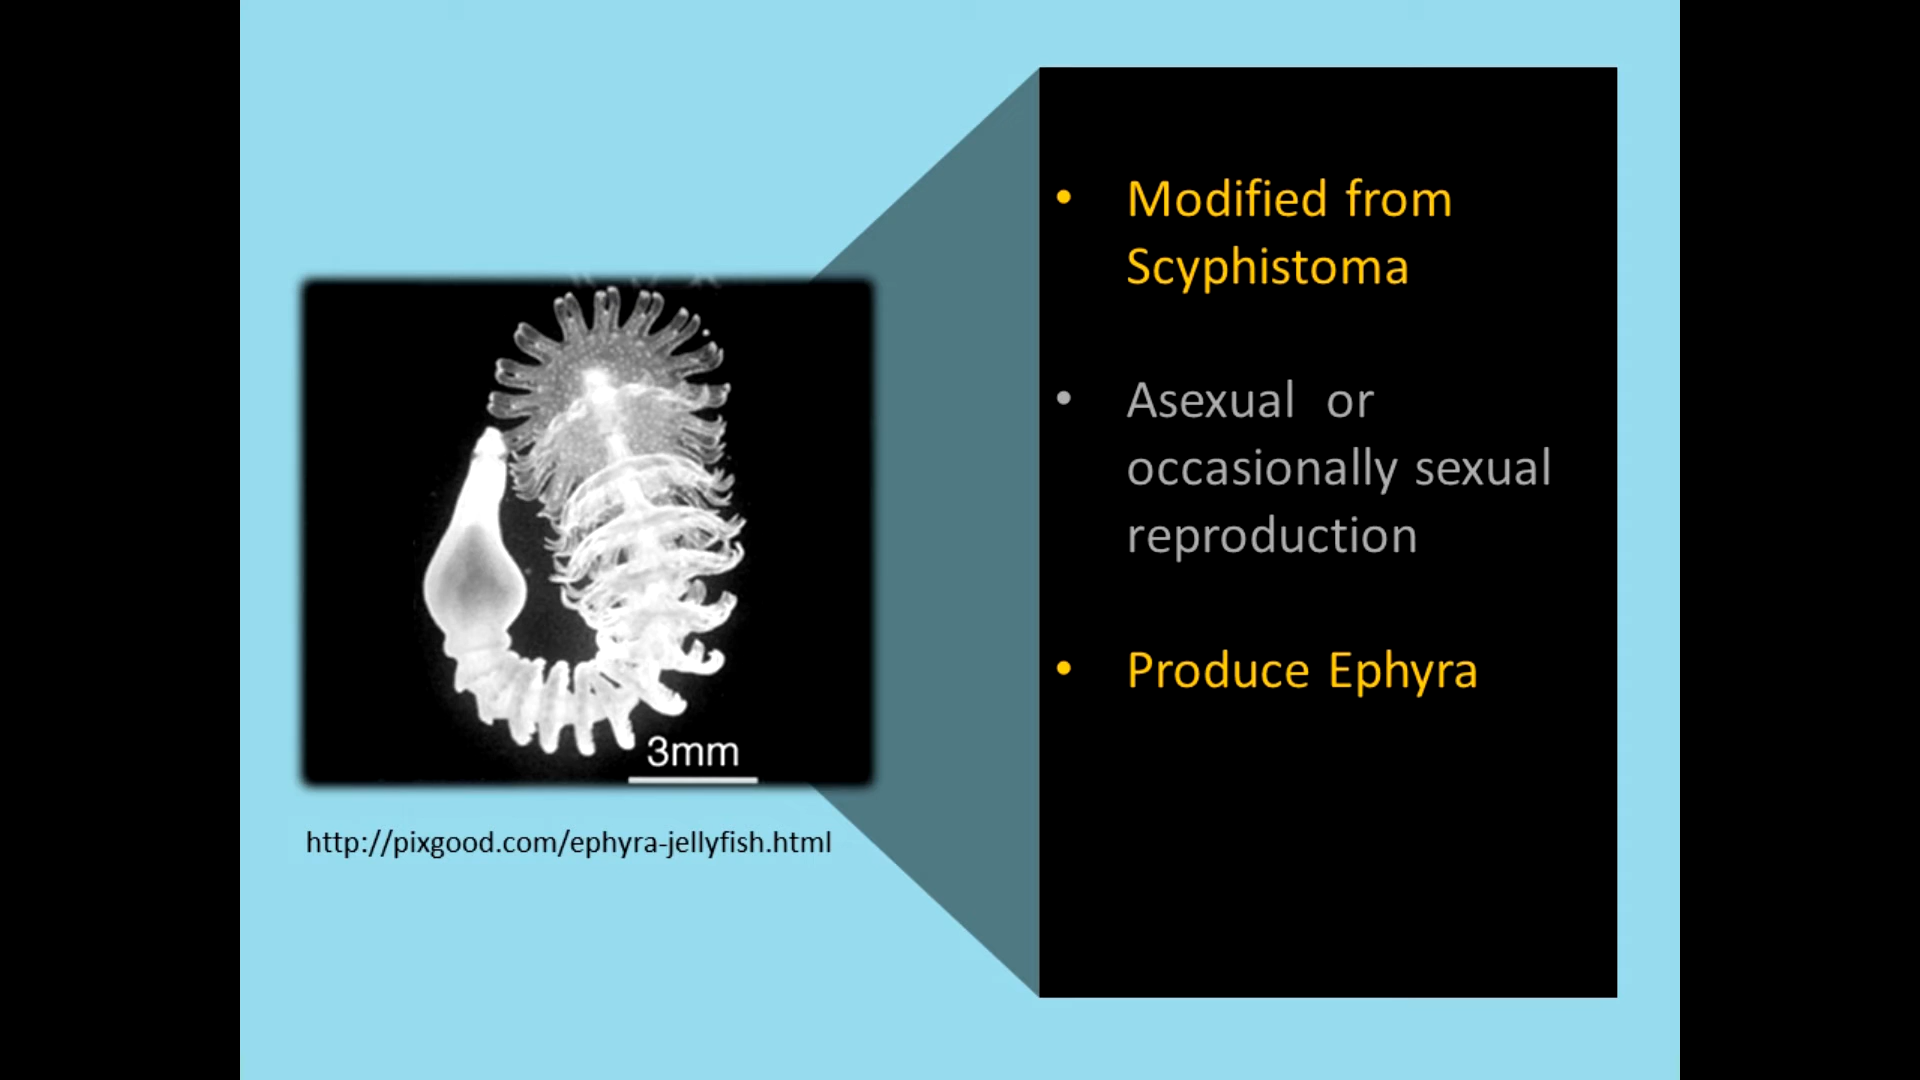 • Modified from
Scyphistoma
• Asexual or
occasionally sexual
reproduction
• Produce Ephyra
3mm
http://pixgood.com/ephyra-jellyfish.html